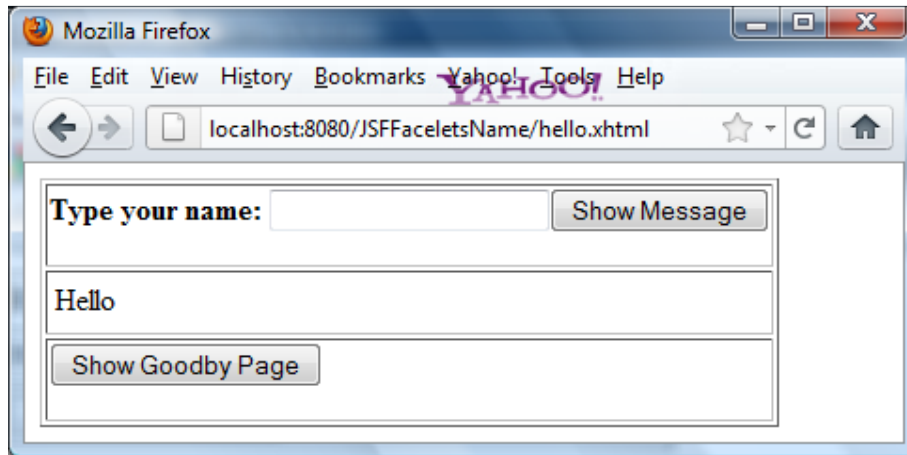 Mozilla Firefox
File Edit View History Bookmarks Yahoo! Tools Help
YAHOO!
localhost:8080/JSFFaceletsName/hello.xhtml
Type your name: Show Message
Hello
Show Goodby Page